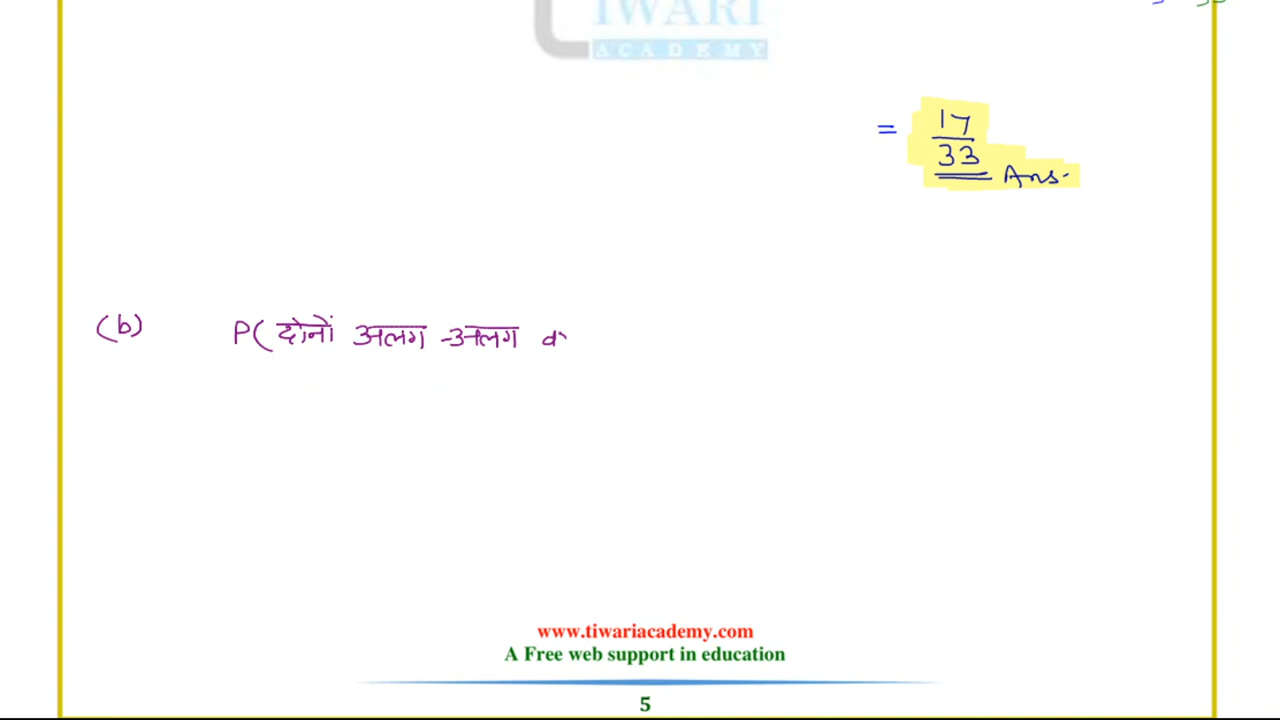 TIWARI
ACADEMY
= 17/33 Ans.
(b) P( दोनों अलग-अलग
www.tiwariacademy.com
A Free web support in education
5